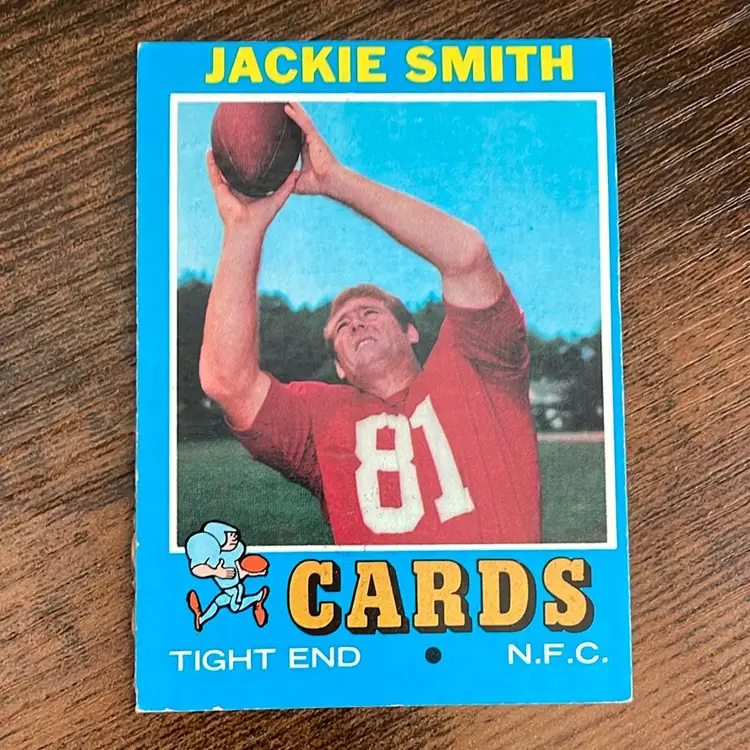 JACKIE SMITH
81
CARDS
TIGHT END • N.F.C.